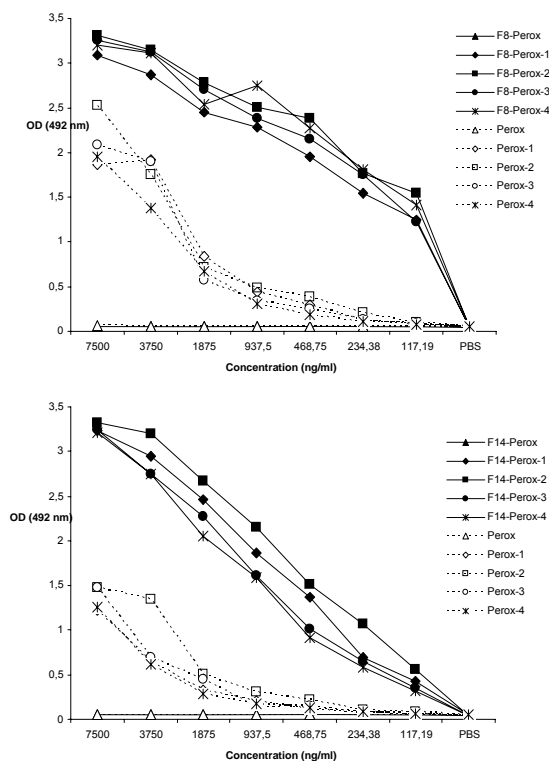 3,5
3
2,5
OD (492 nm)
2
1,5
1
0,5
0
7500 3750 1875 937,5 468,75 234,38 117,19 PBS
Concentration (ng/ml)
F8-Perox
F8-Perox-1
F8-Perox-2
F8-Perox-3
F8-Perox-4
Perox
Perox-1
Perox-2
Perox-3
Perox-4
3,5
3
2,5
OD (492 nm)
2
1,5
1
0,5
0
7500 3750 1875 937,5 468,75 234,38 117,19 PBS
Concentration (ng/ml)
F14-Perox
F14-Perox-1
F14-Perox-2
F14-Perox-3
F14-Perox-4
Perox
Perox-1
Perox-2
Perox-3
Perox-4